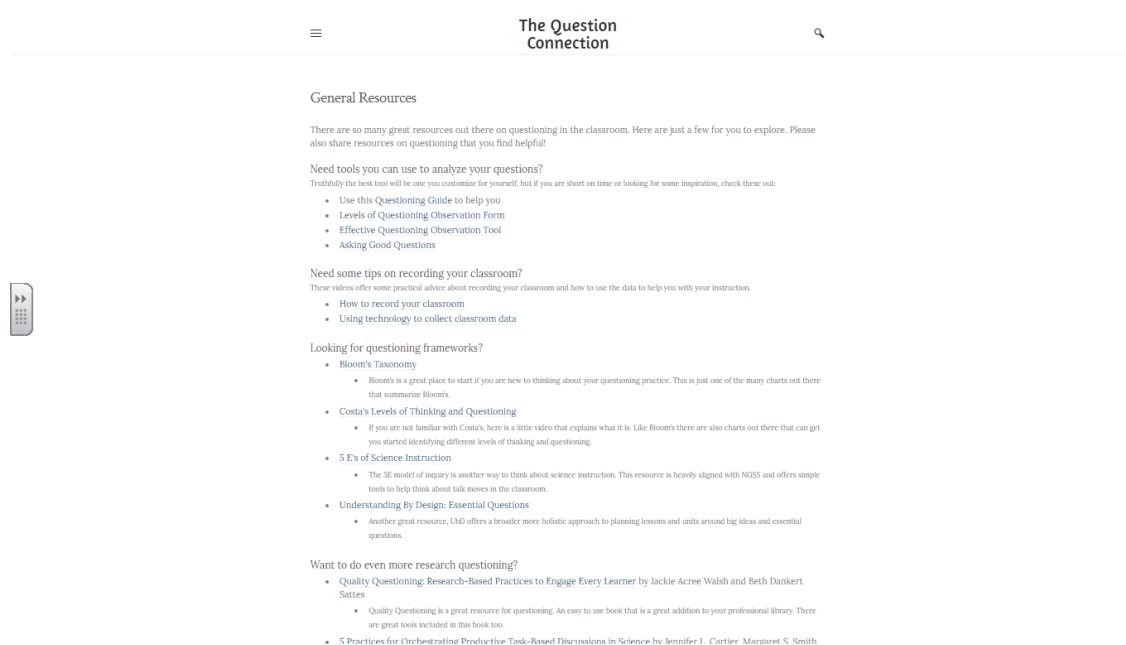 The Question
Connection
General Resources
There are so many great resources out there on questioning in the classroom. Here are just a few for you to explore. Please
also share resources on questioning that you find helpful!
Need tools you can use to analyze your questions?
Truthfully the best tool will be one you customize for yourself, but if you are short on time or looking for some inspiration, check these out:
Use this Questioning Guide to help you
Levels of Questioning Observation Form
Effective Questioning Observation Tool
Asking Good Questions
Need some tips on recording your classroom?
These videos offer some practical advice about recording your classroom and how to use the data to help you with your instruction.
How to record your classroom
Using technology to collect classroom data
Looking for questioning frameworks?
Bloom's Taxonomy
Bloom's is a great place to start if you are new to thinking about your questioning practice. This is just one of the many charts out there
that summarize Bloom's.
Costa's Levels of Thinking and Questioning
If you are not familiar with Costa's, here is a little video that explains what it is. Like Bloom's there are also charts out there that can get
you started identifying different levels of thinking and questioning.
5 E's of Science Instruction
The 5E model of inquiry is another way to think about science instruction. This resource is heavily aligned with NGSS and offers simple
tools to help think about talk moves in the classroom.
Understanding By Design: Essential Questions
Another great resource, UbD offers a broader more holistic approach to planning lessons and units around big ideas and essential
questions.
Want to do even more research questioning?
Quality Questioning: Research-Based Practices to Engage Every Learner by Jackie Acree Walsh and Beth Dankert
Sattes
Quality Questioning is a great resource for questioning. An easy to use book that is a great addition to your professional library. There
are great tools included in this book too.
5 Practices for Orchestrating Productive Task-Based Discussions in Science by Jennifer L. Cartier, Margaret S. Smith